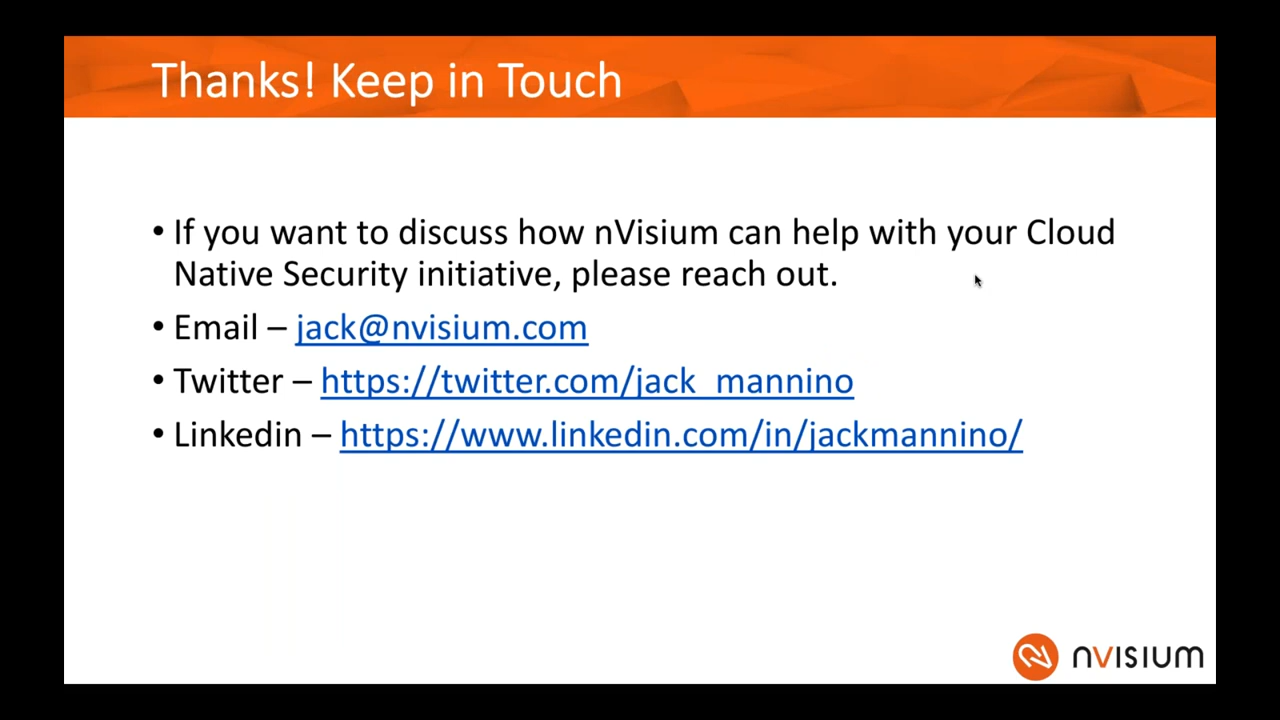 Thanks! Keep in Touch
• If you want to discuss how nVisium can help with your Cloud
Native Security initiative, please reach out.
• Email – jack@nvisium.com
• Twitter – https://twitter.com/jack_mannino
• Linkedin – https://www.linkedin.com/in/jackmannino/
nVISIUM